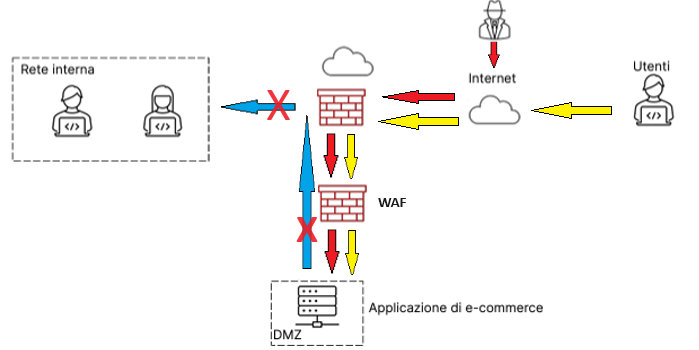 Rete interna
Internet
Utenti
WAF
Applicazione di e-commerce
DMZ